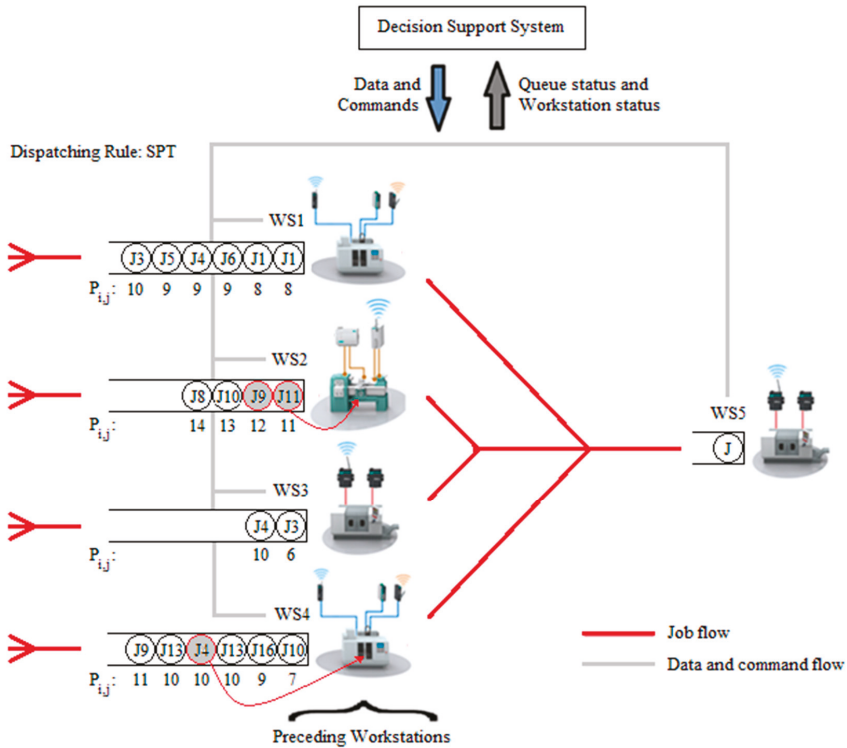 Decision Support System
Data and
Commands
Queue status and
Workstation status
Dispatching Rule: SPT
WS1
J3 J5 J4 J6 J1 J1
Pi,j: 10 9 9 9 8 8
WS2
J8 J10 J9 J11
Pi,j: 14 13 12 11
WS5
J
WS3
J4 J3
Pi,j: 10 6
WS4
J9 J13 J4 J13 J16 J10
Pi,j: 11 10 10 10 9 7
Job flow
Data and command flow
Preceding Workstations